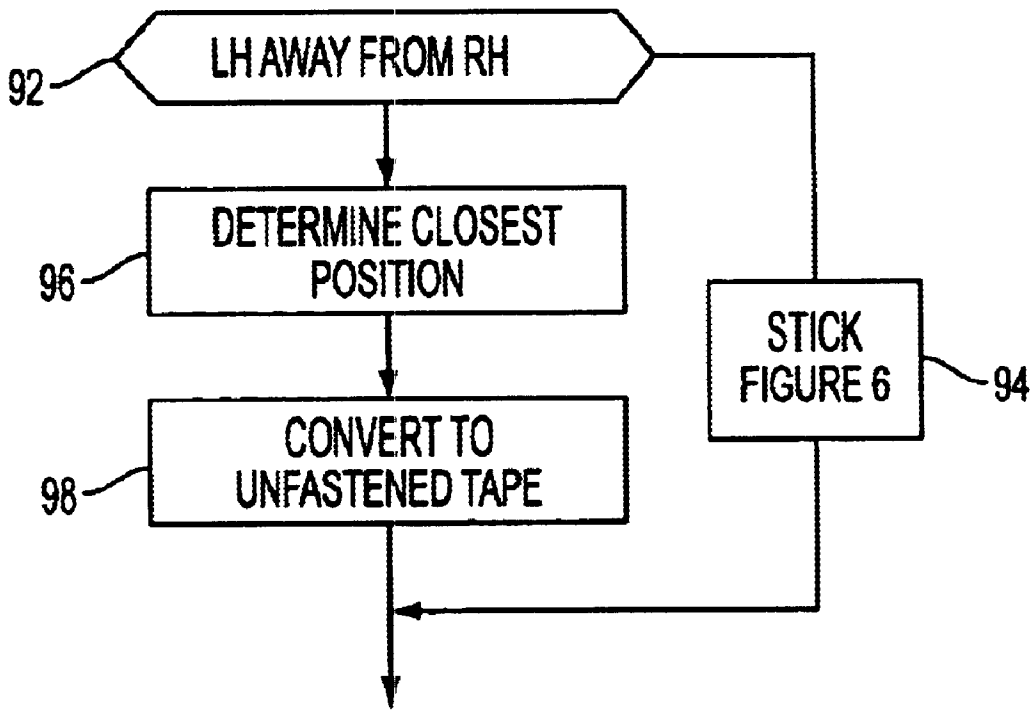 LH AWAY FROM RH
92
DETERMINE CLOSEST
POSITION
96
STICK
FIGURE 6
94
CONVERT TO
UNFASTENED TAPE
98